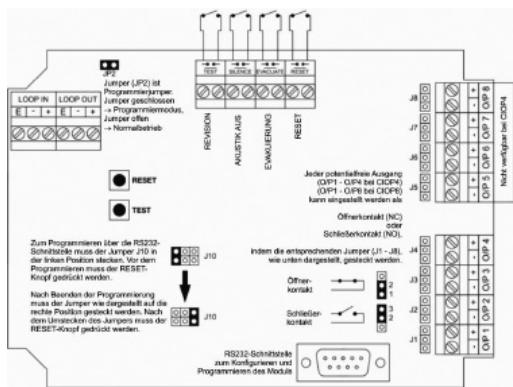 JP2
Jumper (JP2) ist
Programmierjumper.
Jumper geschlossen
→ Programmiermodus,
Jumper offen
→ Normalbetrieb
LOOP IN
LOOP OUT
E - +
E - +
TEST
SILENCE
EVACUATE
RESET
REVISION
AKUSTIK AUS
EVAKUIERUNG
RESET
RESET
TEST
J8
J7
J6
J5
+ - O/P 8
+ - O/P 7
+ - O/P 6
+ - O/P 5
Nicht verfügbar bei CIOP4
Jeder potentialfreie Ausgang
(O/P1 - O/P4 bei CIOP4)
(O/P1 - O/P8 bei CIOP8)
kann eingestellt werden als
Öffnerkontakt (NC)
oder
Schließerkontakt (NO),
indem die entsprechenden Jumper (J1 - J8),
wie unten dargestellt, gesteckt werden.
Öffner-
kontakt
2
1
Schließer-
kontakt
2
1
J4
J3
J2
J1
+ - O/P 4
+ - O/P 3
+ - O/P 2
+ - O/P 1
Zum Programmieren über die RS232-
Schnittstelle muss der Jumper J10 in
der linken Position stecken. Vor dem
Programmieren muss der RESET-
Knopf gedrückt werden.
J10
Nach Beenden der Programmierung
muss der Jumper wie dargestellt auf die
rechte Position gesteckt werden. Nach
dem Umstecken des Jumpers muss der
RESET-Knopf gedrückt werden.
J10
RS232-Schnittstelle
zum Konfigurieren und
Programmieren des Moduls